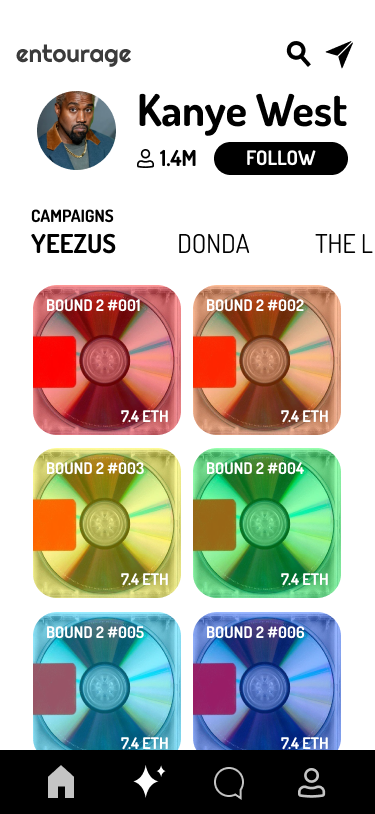 entourage
Kanye West
1.4M FOLLOW
CAMPAIGNS
YEEZUS DONDA THE L
BOUND 2 #001 BOUND 2 #002
7.4 ETH 7.4 ETH
BOUND 2 #003 BOUND 2 #004
7.4 ETH 7.4 ETH
BOUND 2 #005 BOUND 2 #006
7.4 ETH 7.4 ETH